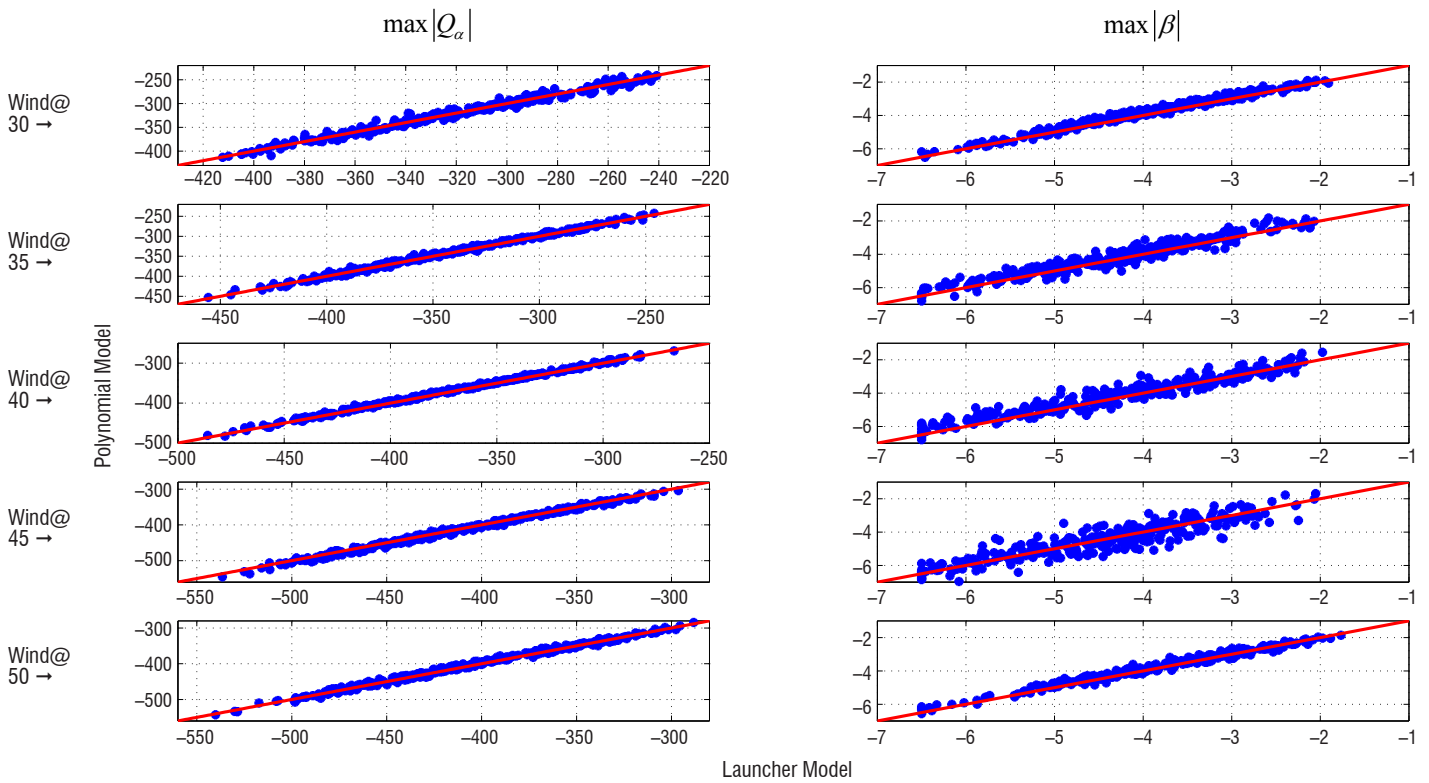 max|Qα| max|β|
Wind@
30 →
–250
–300
–350
–400
–420 –400 –380 –360 –340 –320 –300 –280 –260 –240 –220
–2
–4
–6
–7 –6 –5 –4 –3 –2 –1
Wind@
35 →
–250
–300
–350
–400
–450
–450 –400 –350 –300 –250
–2
–4
–6
–7 –6 –5 –4 –3 –2 –1
Polynomial Model
Wind@
40 →
–300
–400
–500
–500 –450 –400 –350 –300 –250
–2
–4
–6
–7 –6 –5 –4 –3 –2 –1
Wind@
45 →
–300
–400
–500
–550 –500 –450 –400 –350 –300
–2
–4
–6
–7 –6 –5 –4 –3 –2 –1
Wind@
50 →
–300
–400
–500
–550 –500 –450 –400 –350 –300
–2
–4
–6
–7 –6 –5 –4 –3 –2 –1
Launcher Model